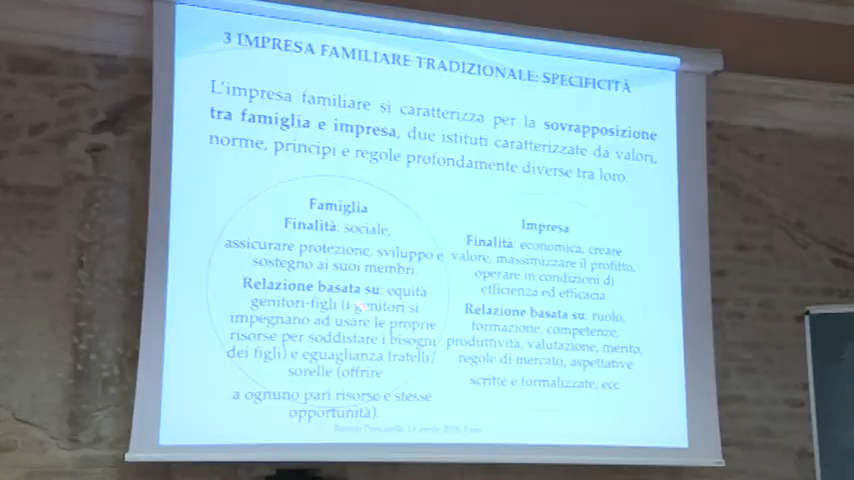 3 IMPRESA FAMILIARE TRADIZIONALE: SPECIFICITÀ
L'impresa familiare si caratterizza per la sovrapposizione
tra famiglia e impresa, due istituti caratterizzate da valori,
norme, principi e regole profondamente diverse tra loro.
Famiglia
Finalità: sociale,
assicurare protezione, sviluppo e
sostegno ai suoi membri.
Relazione basata su: equità
genitori-figli (i genitori si
impegnano ad usare le proprie
risorse per soddisfare i bisogni
dei figli) e eguaglianza fratelli/
sorelle (offrire
a ognuno pari risorse e stesse
opportunità).
Impresa
Finalità: economica, creare
valore, massimizzare il profitto,
operare in condizioni di
efficienza ed efficacia
Relazione basata su: ruolo,
formazione, competenze,
produttività, valutazione, merito,
regole di mercato, aspettative
scritte e formalizzate, ecc.